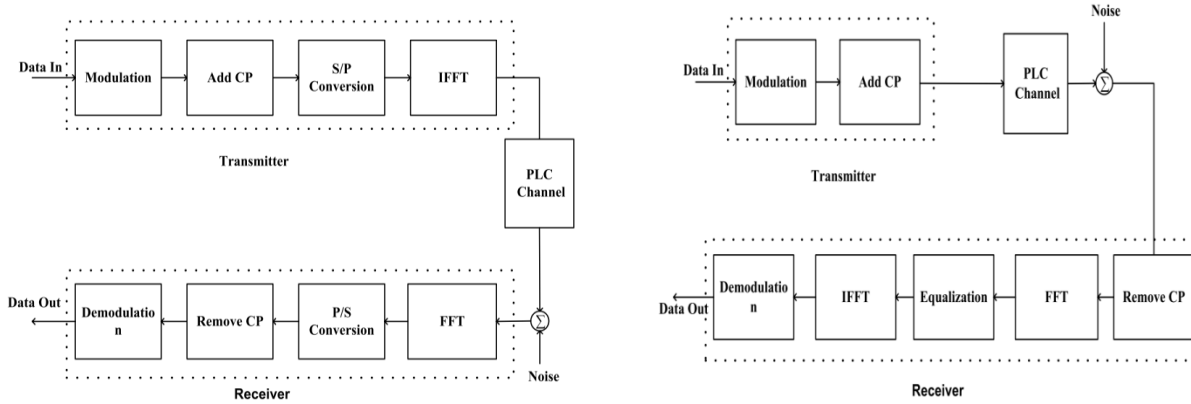 Data In
Modulation
Add CP
S/P
Conversion
IFFT
Transmitter
PLC
Channel
Data Out
Demodulatio
n
Remove CP
P/S
Conversion
FFT
Σ
Noise
Receiver
Noise
Data In
Modulation
Add CP
PLC
Channel
Σ
Transmitter
Data Out
Demodulatio
n
IFFT
Equalization
FFT
Remove CP
Receiver